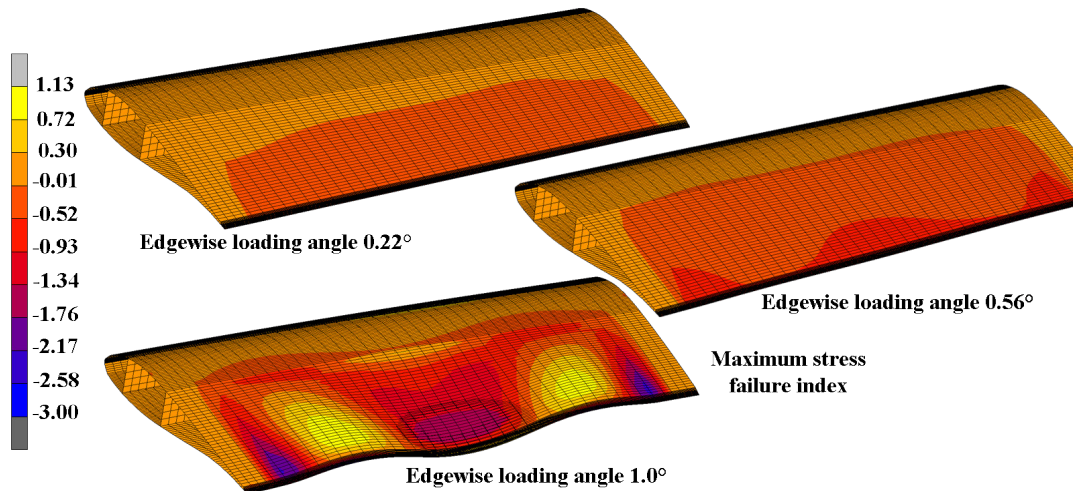 1.13
0.72
0.30
-0.01
-0.52
-0.93
-1.34
-1.76
-2.17
-2.58
-3.00
Edgewise loading angle 0.22°
Edgewise loading angle 0.56°
Maximum stress
failure index
Edgewise loading angle 1.0°